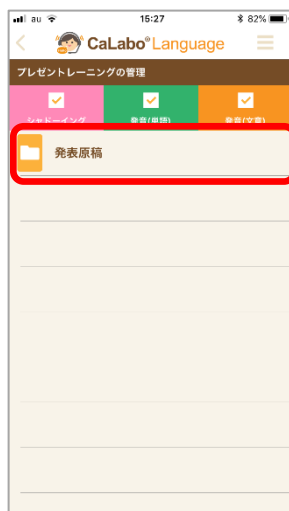 au 15:27 82%
CaLabo® Language
プレゼントレーニングの管理
シャドーイング 発音(単語) 発音(文章)
発表原稿